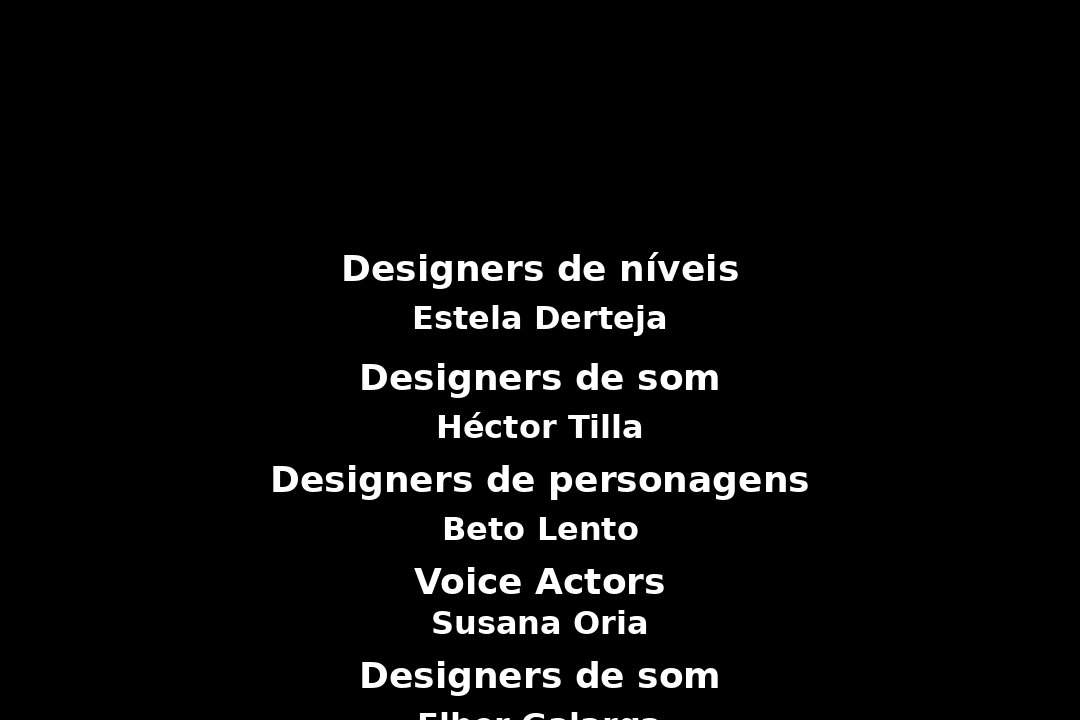 Designers de níveis
Estela Derteja
Designers de som
Héctor Tilla
Designers de personagens
Beto Lento
Voice Actors
Susana Oria
Designers de som